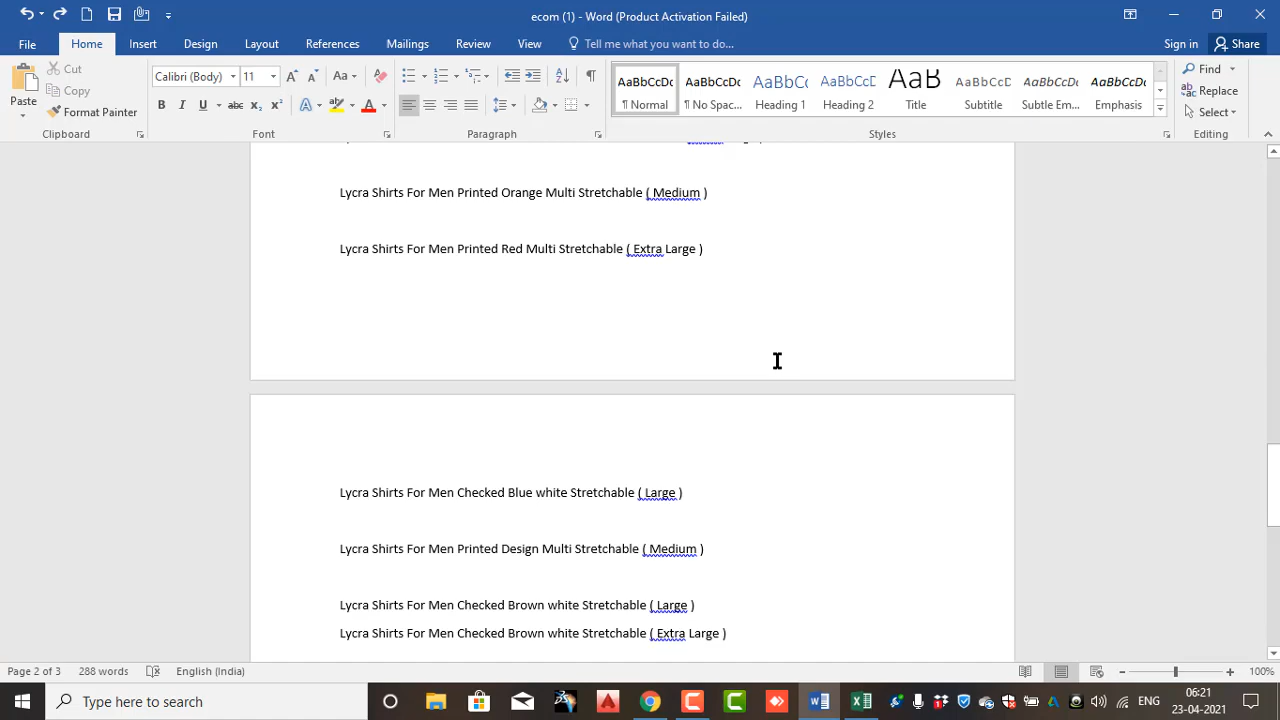 ecom (1) - Word (Product Activation Failed)
File Home Insert Design Layout References Mailings Review View Tell me what you want to do... Sign in Share
Paste Cut Copy Format Painter
Calibri (Body) 11
AaBbCcDc AaBbCcDc AaBbCc AaBbCcD AaB AaBbCcD AaBbCcDc AaBbCcDc
¶ Normal ¶ No Spac... Heading 1 Heading 2 Title Subtitle Subtle Em... Emphasis
Find Replace Select
Clipboard Font Paragraph Styles Editing
Lycra Shirts For Men Printed Orange Multi Stretchable ( Medium )
Lycra Shirts For Men Printed Red Multi Stretchable ( Extra Large )
Lycra Shirts For Men Checked Blue white Stretchable ( Large )
Lycra Shirts For Men Printed Design Multi Stretchable ( Medium )
Lycra Shirts For Men Checked Brown white Stretchable ( Large )
Lycra Shirts For Men Checked Brown white Stretchable ( Extra Large )
Page 2 of 3 288 words English (India) 100%
Type here to search
ENG 06:21
23-04-2021